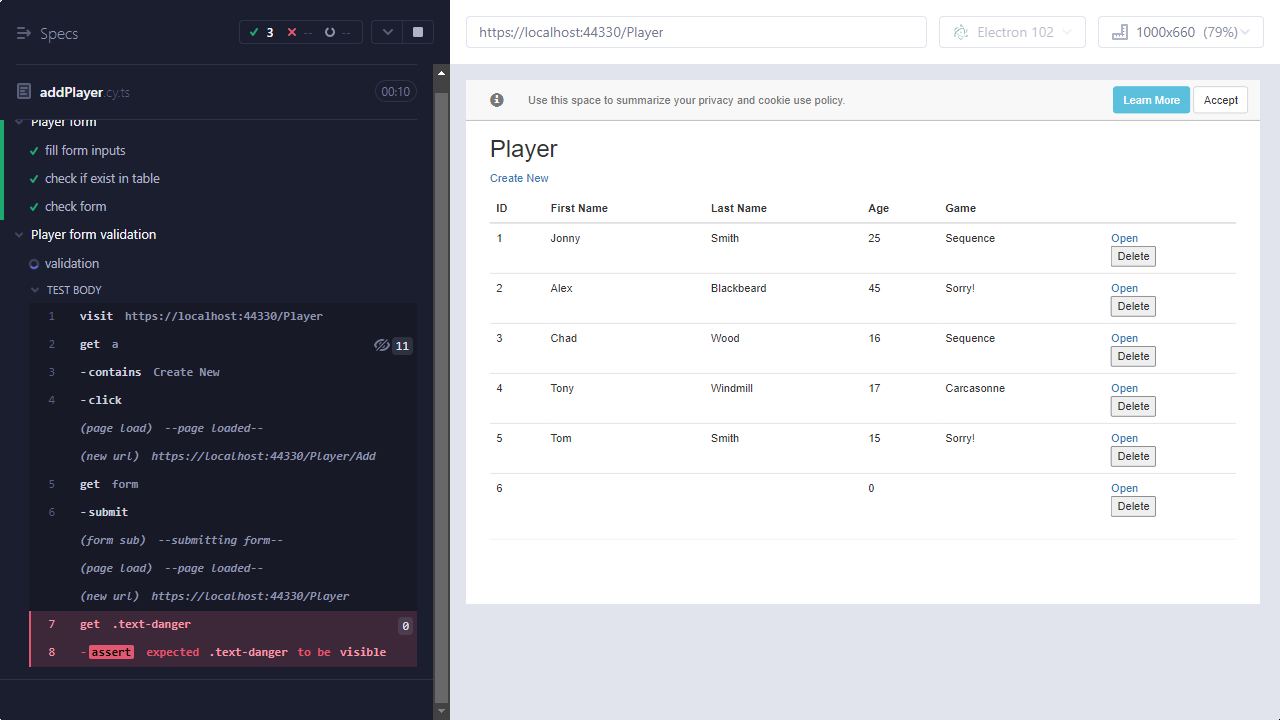 Specs
3 -- --
addPlayer.cy.ts 00:10
Player form
fill form inputs
check if exist in table
check form
Player form validation
validation
TEST BODY
1 visit https://localhost:44330/Player
2 get a 11
3 -contains Create New
4 -click
(page load) --page loaded--
(new url) https://localhost:44330/Player/Add
5 get form
6 -submit
(form sub) --submitting form--
(page load) --page loaded--
(new url) https://localhost:44330/Player
7 get .text-danger 0
8 -assert expected .text-danger to be visible
https://localhost:44330/Player Electron 102 1000x660 (79%)
Use this space to summarize your privacy and cookie use policy. Learn More Accept
Player
Create New
ID First Name Last Name Age Game
1 Jonny Smith 25 Sequence Open
Delete
2 Alex Blackbeard 45 Sorry! Open
Delete
3 Chad Wood 16 Sequence Open
Delete
4 Tony Windmill 17 Carcasonne Open
Delete
5 Tom Smith 15 Sorry! Open
Delete
6 0 Open
Delete